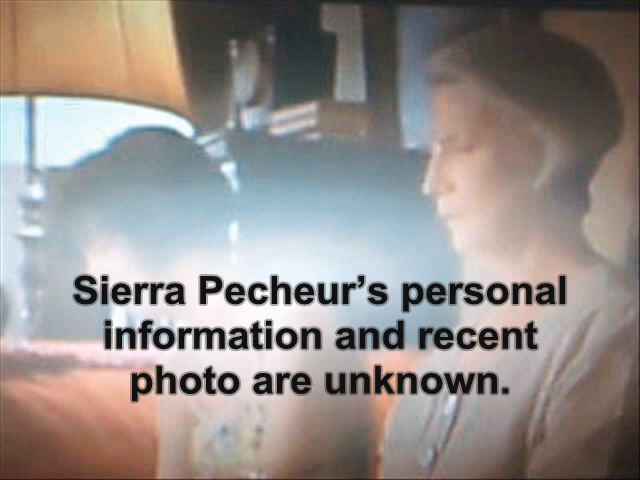 Sierra Pecheur’s personal
information and recent
photo are unknown.